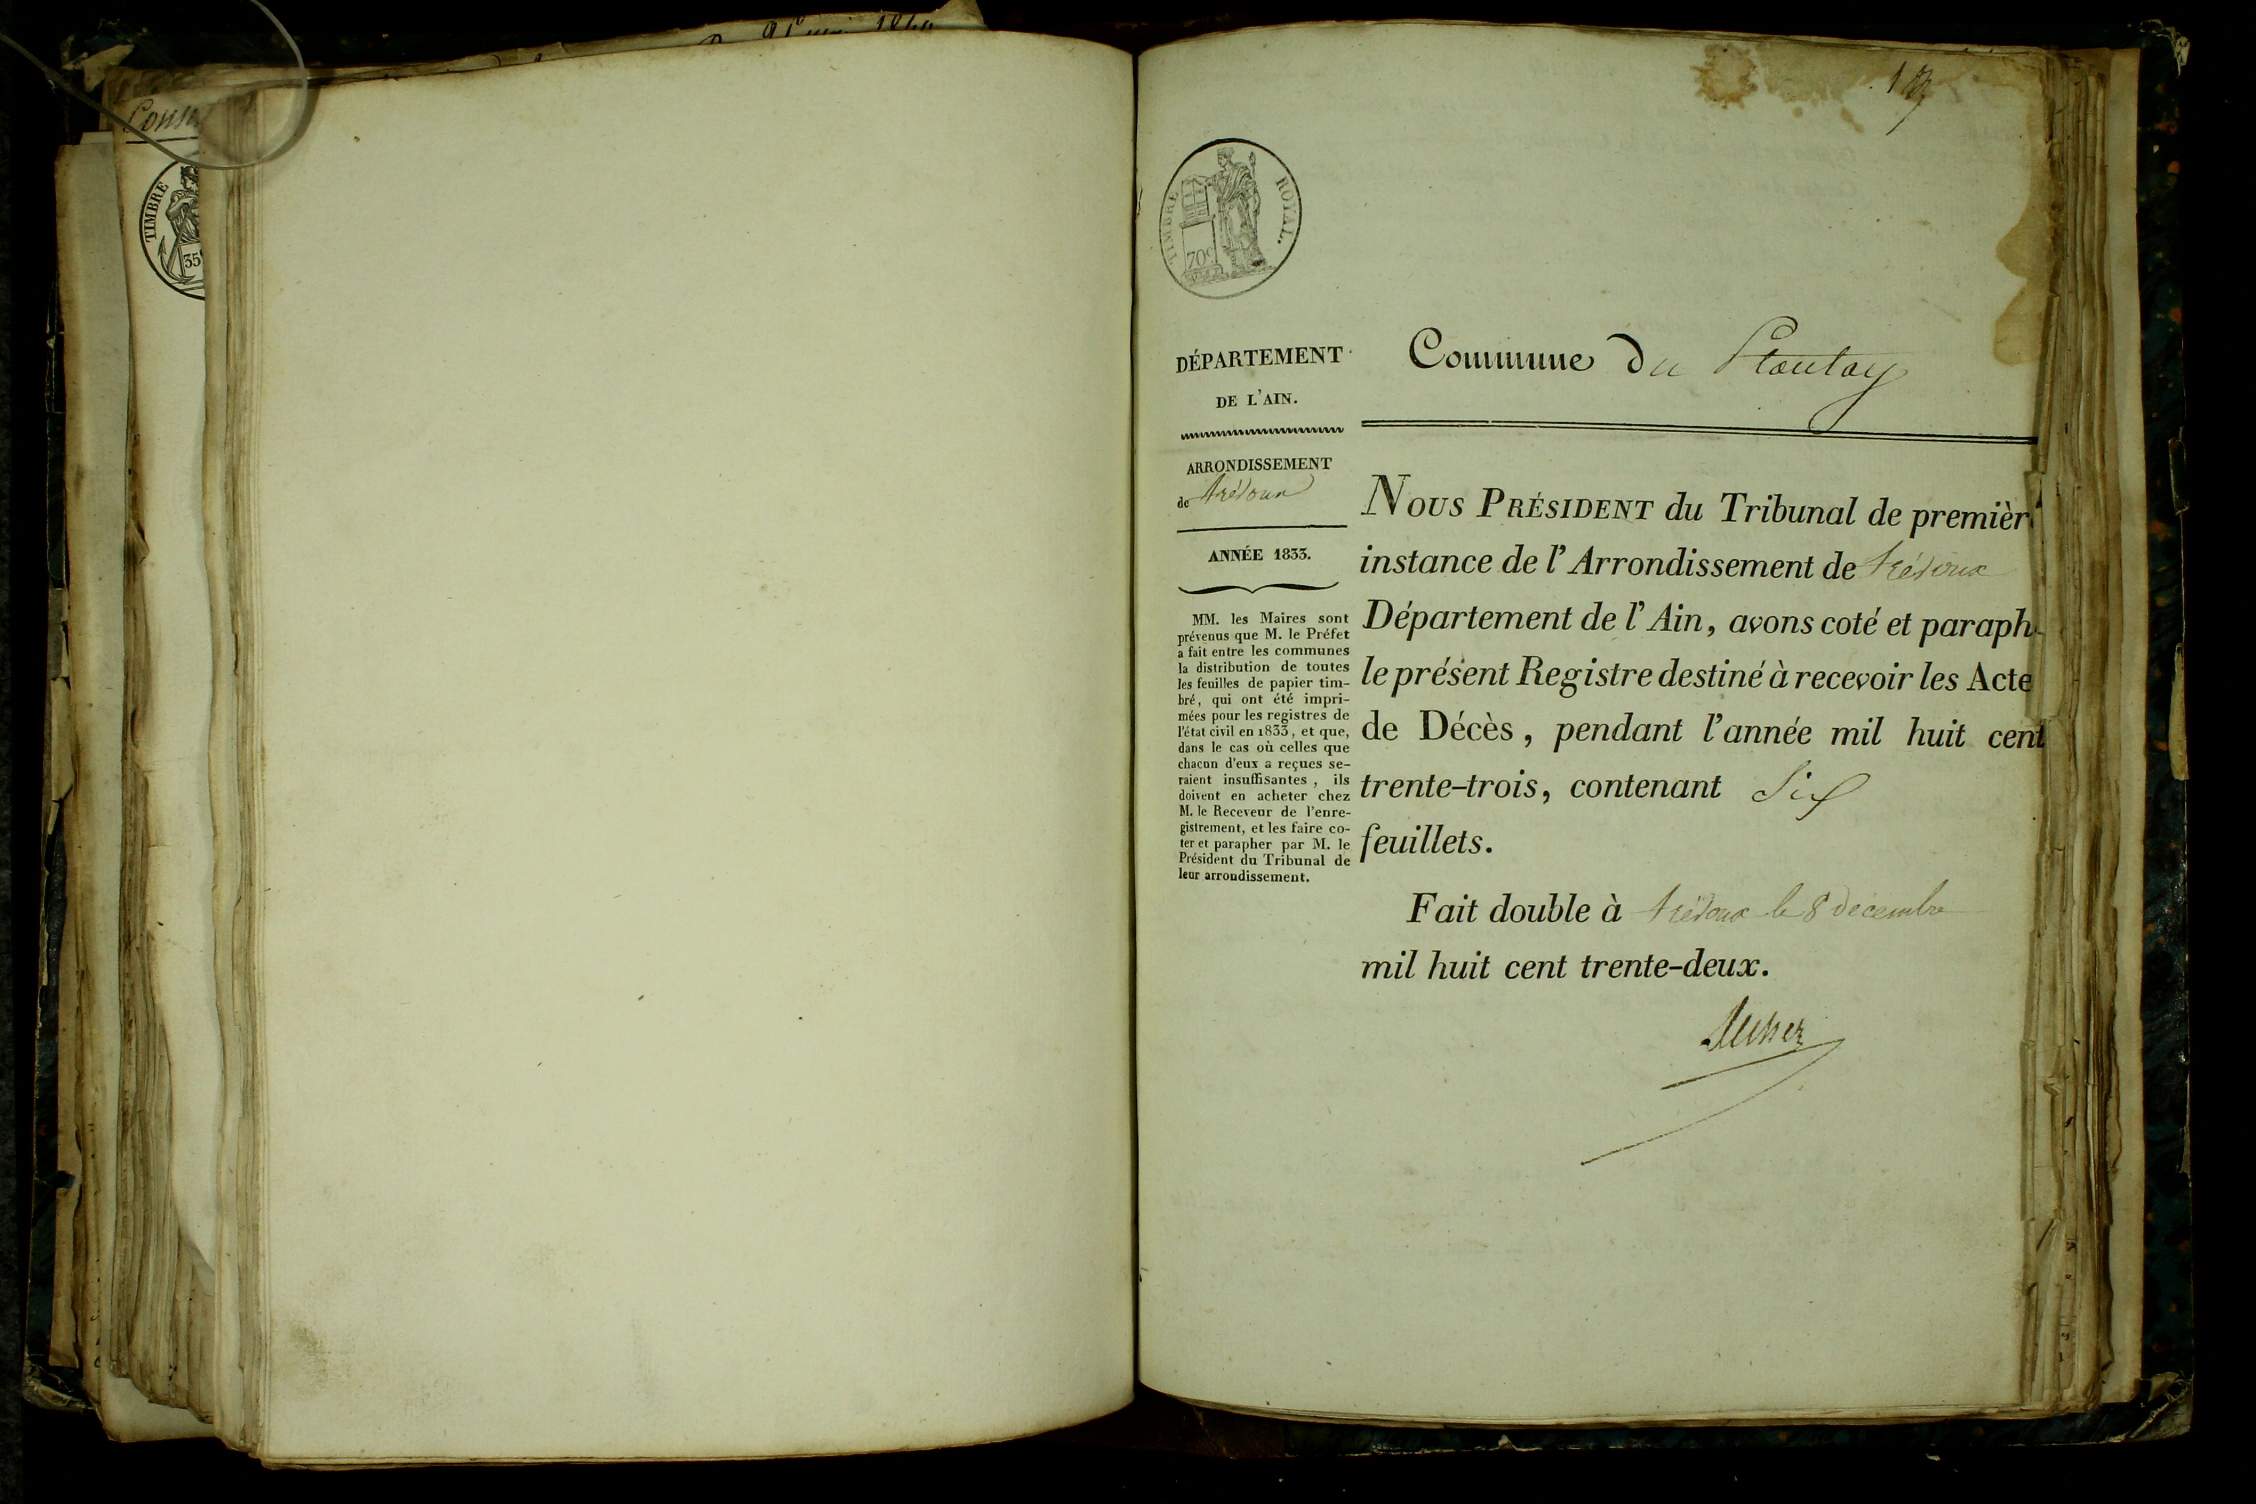 TIMBRE
35
TIMBRE ROYAL.
70c
DÉPARTEMENT
DE L'AIN.
ARRONDISSEMENT
de trévoux
ANNÉE 1833.
MM. les Maires sont
prévenus que M. le Préfet
a fait entre les communes
la distribution de toutes
les feuilles de papier tim-
bré, qui ont été impri-
mées pour les registres de
l'état civil en 1833, et que,
dans le cas où celles que
chacun d'eux a reçues se-
raient insuffisantes, ils
doivent en acheter chez
M. le Receveur de l'enre-
gistrement, et les faire co-
ter et parapher par M. le
Président du Tribunal de
leur arrondissement.
Commune du Plantay
NOUS PRÉSIDENT du Tribunal de premièr
instance de l'Arrondissement de trévoux
Département de l'Ain, avons coté et paraph
le présent Registre destiné à recevoir les Acte
de Décès, pendant l'année mil huit cent
trente-trois, contenant Six
feuillets.
Fait double à trévoux le 8 décembre
mil huit cent trente-deux.